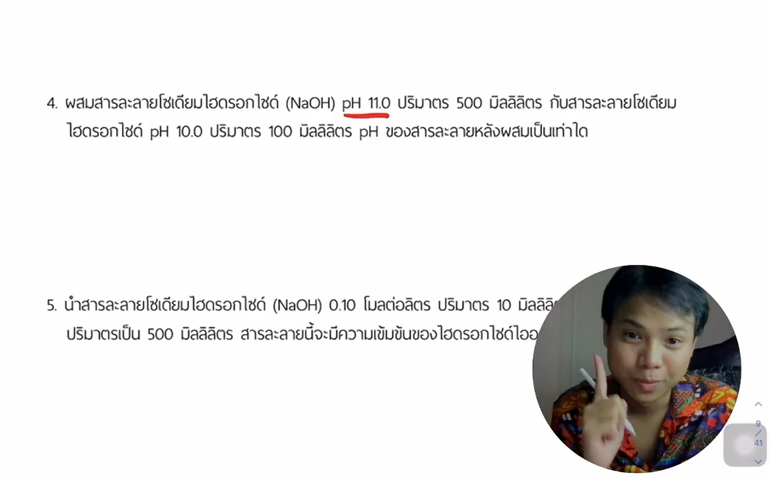 4. ผสมสารละลายโซเดียมไฮดรอกไซด์ (NaOH) pH 11.0 ปริมาตร 500 มิลลิลิตร กับสารละลายโซเดียม
ไฮดรอกไซด์ pH 10.0 ปริมาตร 100 มิลลิลิตร pH ของสารละลายหลังผสมเป็นเท่าใด
5. นำสารละลายโซเดียมไฮดรอกไซด์ (NaOH) 0.10 โมลต่อลิตร ปริมาตร 10
ปริมาตรเป็น 500 มิลลิลิตร สารละลายนี้จะมีความเข้มข้นของไฮดรอกไซด์
9
/
41